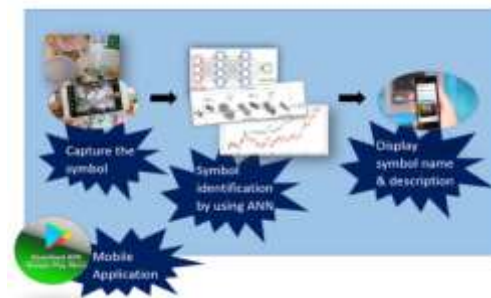 Capture the
symbol
Symbol
identification
by using ANN
Display
symbol name
& description
Mobile
Application